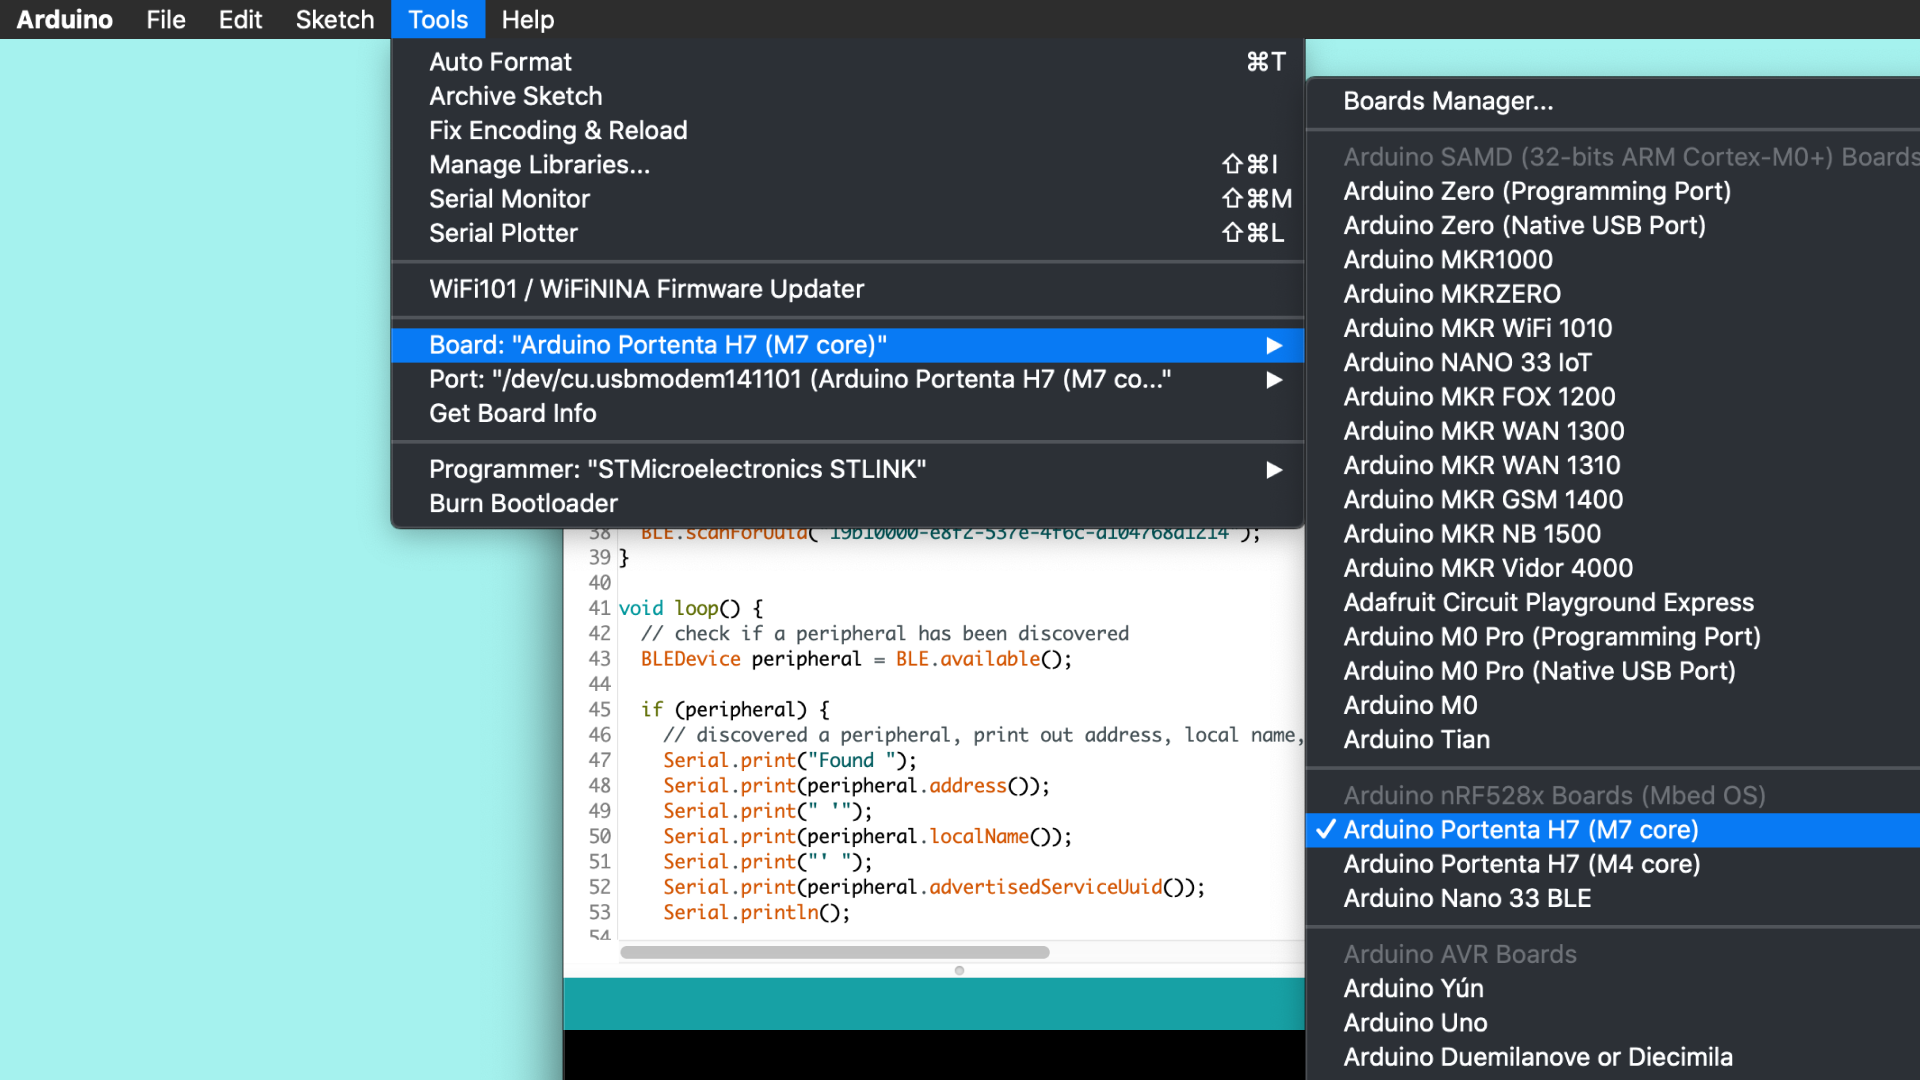 Arduino File Edit Sketch Tools Help
Auto Format ⌘T
Archive Sketch
Fix Encoding & Reload
Manage Libraries... ⇧⌘I
Serial Monitor ⇧⌘M
Serial Plotter ⇧⌘L
WiFi101 / WiFiNINA Firmware Updater
Board: "Arduino Portenta H7 (M7 core)" ▶
Port: "/dev/cu.usbmodem141101 (Arduino Portenta H7 (M7 co..." ▶
Get Board Info
Programmer: "STMicroelectronics STLINK" ▶
Burn Bootloader
Boards Manager...
Arduino SAMD (32-bits ARM Cortex-M0+) Boards
Arduino Zero (Programming Port)
Arduino Zero (Native USB Port)
Arduino MKR1000
Arduino MKRZERO
Arduino MKR WiFi 1010
Arduino NANO 33 IoT
Arduino MKR FOX 1200
Arduino MKR WAN 1300
Arduino MKR WAN 1310
Arduino MKR GSM 1400
Arduino MKR NB 1500
Arduino MKR Vidor 4000
Adafruit Circuit Playground Express
Arduino M0 Pro (Programming Port)
Arduino M0 Pro (Native USB Port)
Arduino M0
Arduino Tian
Arduino nRF528x Boards (Mbed OS)
✓ Arduino Portenta H7 (M7 core)
Arduino Portenta H7 (M4 core)
Arduino Nano 33 BLE
Arduino AVR Boards
Arduino Yún
Arduino Uno
Arduino Duemilanove or Diecimila
38 BLE.scanForUuid("19b10000-e8f2-537e-4f6c-d104768a1214");
39 }
40
41 void loop() {
42 // check if a peripheral has been discovered
43 BLEDevice peripheral = BLE.available();
44
45 if (peripheral) {
46 // discovered a peripheral, print out address, local name,
47 Serial.print("Found ");
48 Serial.print(peripheral.address());
49 Serial.print(" '");
50 Serial.print(peripheral.localName());
51 Serial.print("' ");
52 Serial.print(peripheral.advertisedServiceUuid());
53 Serial.println();
54